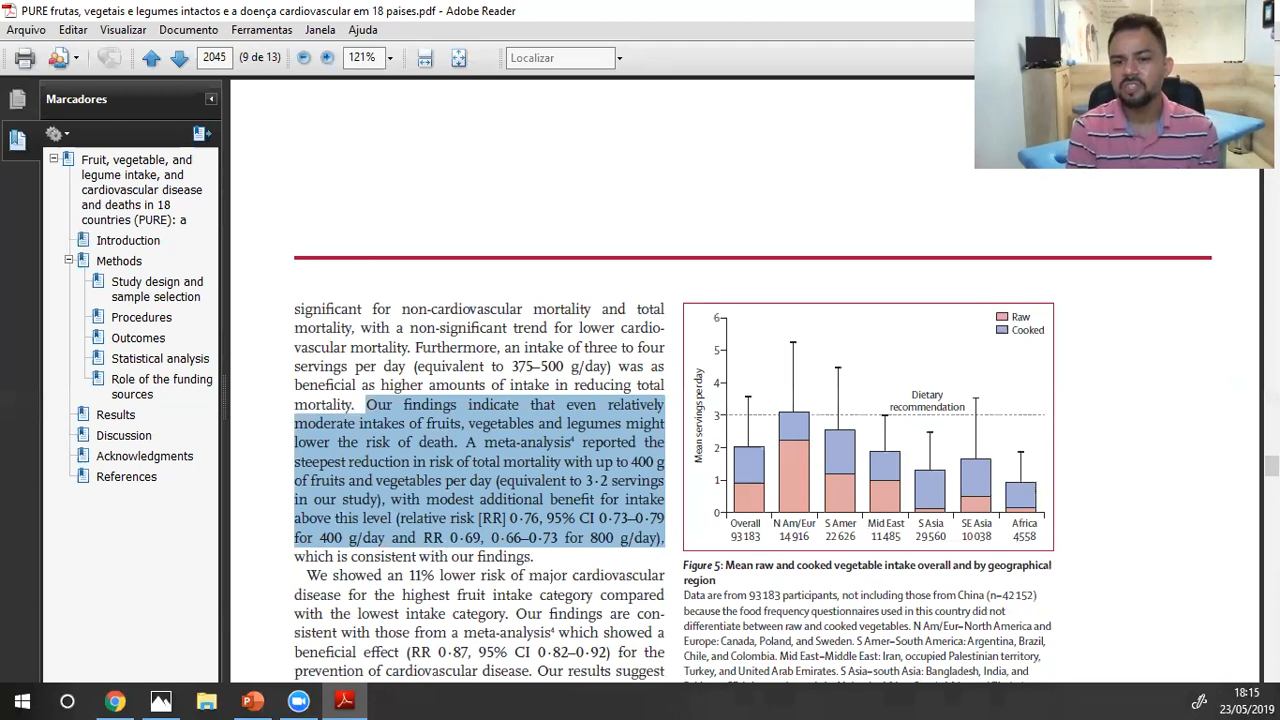 PURE frutas, vegetais e legumes intactos e a doença cardiovascular em 18 paises.pdf - Adobe Reader
Arquivo Editar Visualizar Documento Ferramentas Janela Ajuda
2045 (9 de 13) 121% Localizar
Marcadores
Fruit, vegetable, and
legume intake, and
cardiovascular disease
and deaths in 18
countries (PURE): a
Introduction
Methods
Study design and
sample selection
Procedures
Outcomes
Statistical analysis
Role of the funding
sources
Results
Discussion
Acknowledgments
References
significant for non-cardiovascular mortality and total
mortality, with a non-significant trend for lower cardio-
vascular mortality. Furthermore, an intake of three to four
servings per day (equivalent to 375–500 g/day) was as
beneficial as higher amounts of intake in reducing total
mortality. Our findings indicate that even relatively
moderate intakes of fruits, vegetables and legumes might
lower the risk of death. A meta-analysis⁴ reported the
steepest reduction in risk of total mortality with up to 400 g
of fruits and vegetables per day (equivalent to 3·2 servings
in our study), with modest additional benefit for intake
above this level (relative risk [RR] 0·76, 95% CI 0·73–0·79
for 400 g/day and RR 0·69, 0·66–0·73 for 800 g/day),
which is consistent with our findings.
We showed an 11% lower risk of major cardiovascular
disease for the highest fruit intake category compared
with the lowest intake category. Our findings are con-
sistent with those from a meta-analysis⁴ which showed a
beneficial effect (RR 0·87, 95% CI 0·82–0·92) for the
prevention of cardiovascular disease. Our results suggest
Raw
Cooked
Dietary
recommendation
Mean servings per day
6
5
4
3
2
1
0
Overall N Am/Eur S Amer Mid East S Asia SE Asia Africa
93 183 14 916 22 626 11 485 29 560 10 038 4558
Figure 5: Mean raw and cooked vegetable intake overall and by geographical
region
Data are from 93 183 participants, not including those from China (n=42 152)
because the food frequency questionnaires used in this country did not
differentiate between raw and cooked vegetables. N Am/Eur–North America and
Europe: Canada, Poland, and Sweden. S Amer–South America: Argentina, Brazil,
Chile, and Colombia. Mid East–Middle East: Iran, occupied Palestinian territory,
Turkey, and United Arab Emirates. S Asia–south Asia: Bangladesh, India, and
18:15
23/05/2019